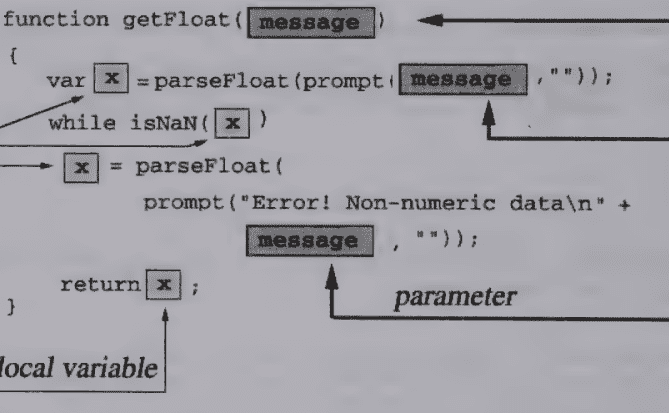 function getFloat( message )
{
var x =parseFloat(prompt( message ,""));
while isNaN( x )
x = parseFloat(
prompt("Error! Non-numeric data\n" +
message , ""));
parameter
return x ;
}
local variable